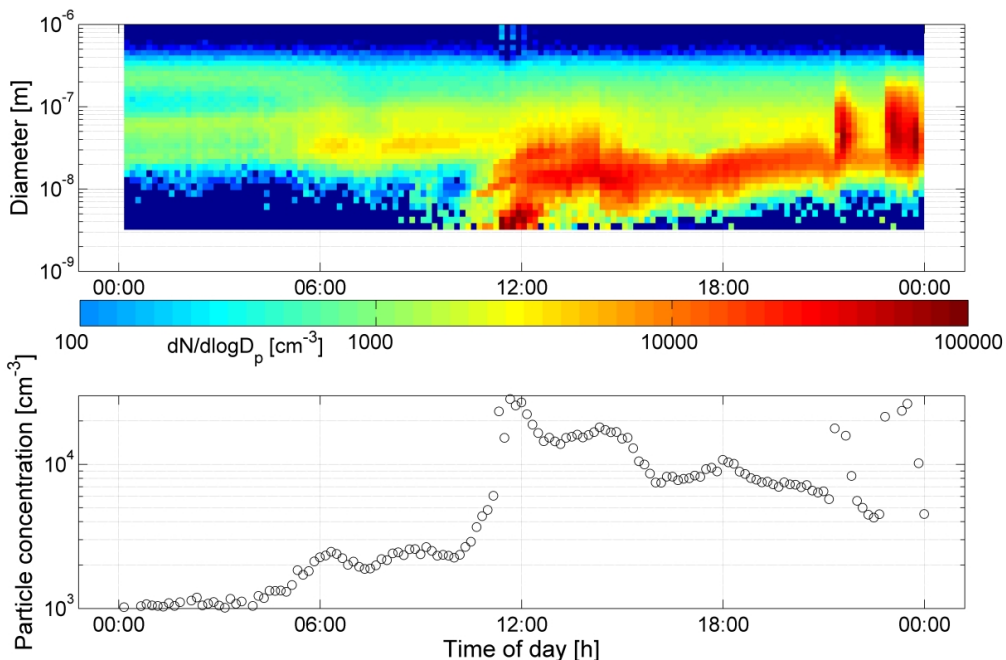 Diameter [m]
10^-6
10^-7
10^-8
10^-9
00:00 06:00 12:00 18:00 00:00
100 1000 10000 100000
dN/dlogD_p [cm^-3]
Particle concentration [cm^-3]
10^4
10^3
00:00 06:00 12:00 18:00 00:00
Time of day [h]